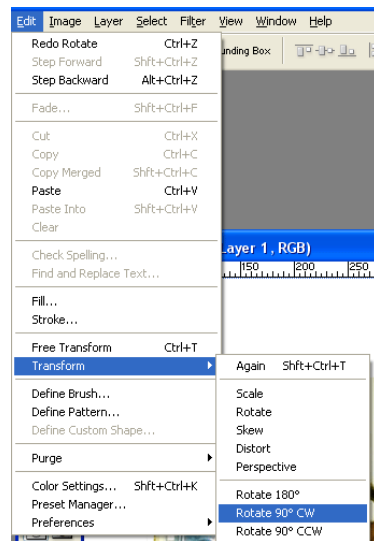 Edit Image Layer Select Filter View Window Help
Redo Rotate Ctrl+Z
Step Forward Shft+Ctrl+Z
Step Backward Alt+Ctrl+Z
unding Box
Fade... Shft+Ctrl+F
Cut Ctrl+X
Copy Ctrl+C
Copy Merged Shft+Ctrl+C
Paste Ctrl+V
Paste Into Shft+Ctrl+V
Clear
Check Spelling...
Find and Replace Text...
ayer 1, RGB)
150 200 250
Fill...
Stroke...
Free Transform Ctrl+T
Transform
Again Shft+Ctrl+T
Define Brush...
Define Pattern...
Define Custom Shape...
Scale
Rotate
Skew
Distort
Perspective
Purge
Color Settings... Shft+Ctrl+K
Preset Manager...
Preferences
Rotate 180°
Rotate 90° CW
Rotate 90° CCW